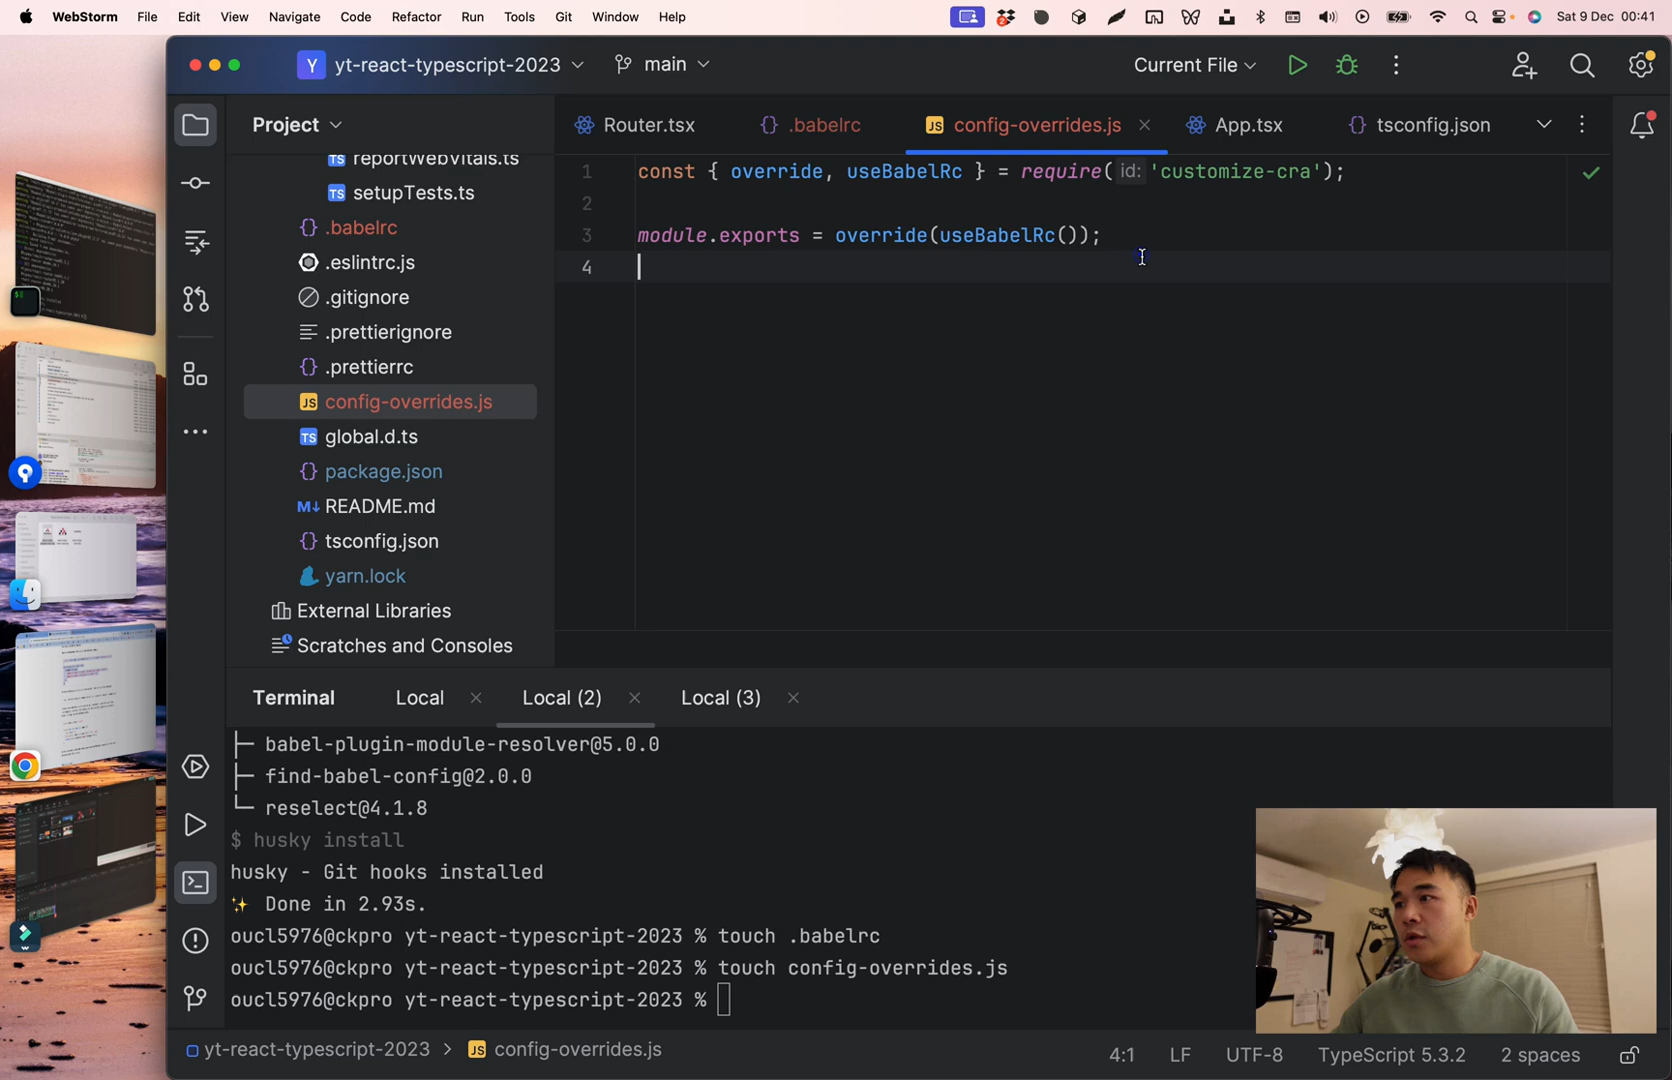 WebStorm File Edit View Navigate Code Refactor Run Tools Git Window Help
2
Sat 9 Dec 00:41
Y yt-react-typescript-2023 main
Current File
Project
Router.tsx {} .babelrc JS config-overrides.js App.tsx {} tsconfig.json
TS reportWebVitals.ts
TS setupTests.ts
{} .babelrc
.eslintrc.js
.gitignore
.prettierignore
{} .prettierrc
JS config-overrides.js
TS global.d.ts
{} package.json
M↓ README.md
{} tsconfig.json
yarn.lock
External Libraries
Scratches and Consoles
1 const { override, useBabelRc } = require( id: 'customize-cra');
2
3 module.exports = override(useBabelRc());
4
Terminal Local Local (2) Local (3)
├─ babel-plugin-module-resolver@5.0.0
├─ find-babel-config@2.0.0
└─ reselect@4.1.8
$ husky install
husky - Git hooks installed
✨ Done in 2.93s.
oucl5976@ckpro yt-react-typescript-2023 % touch .babelrc
oucl5976@ckpro yt-react-typescript-2023 % touch config-overrides.js
oucl5976@ckpro yt-react-typescript-2023 %
yt-react-typescript-2023 > JS config-overrides.js
4:1 LF UTF-8 TypeScript 5.3.2 2 spaces